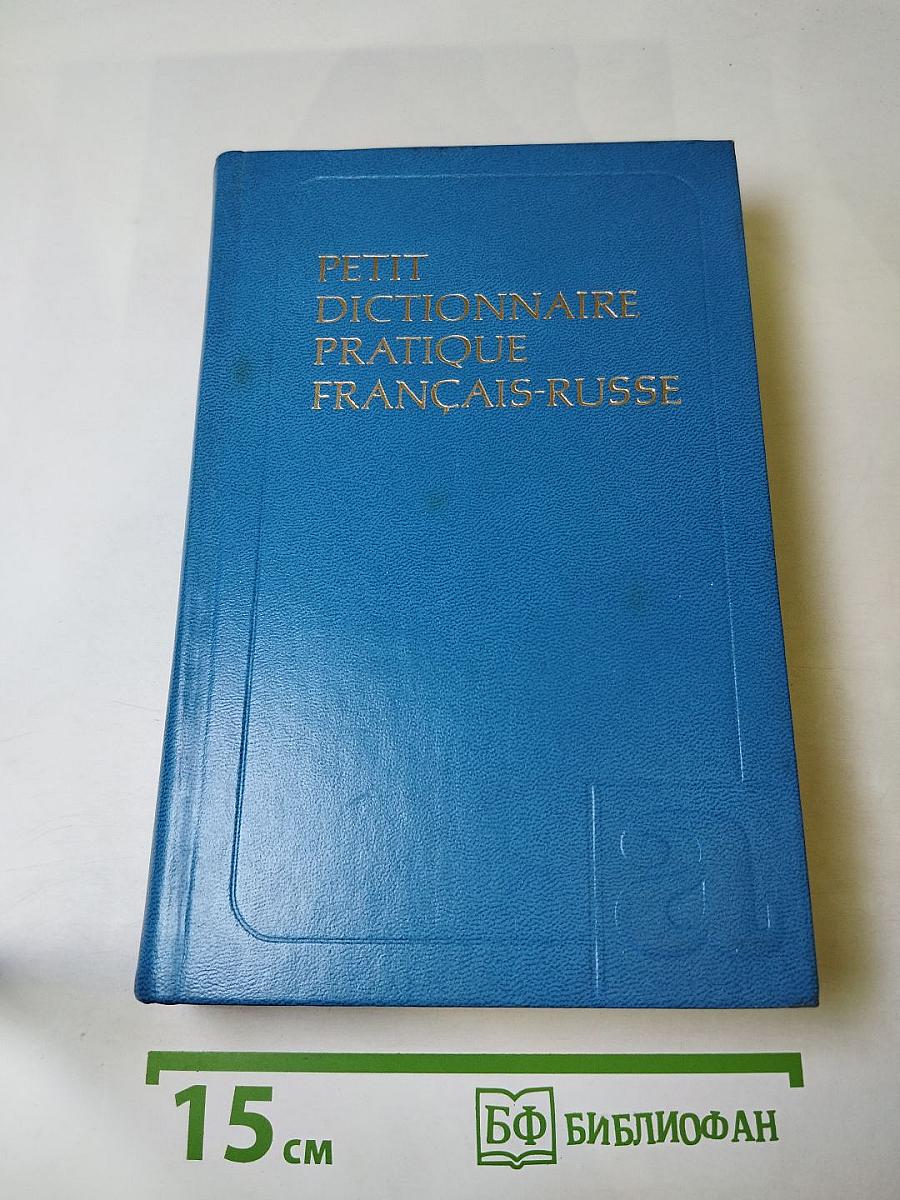 PETIT
DICTIONNAIRE
PRATIQUE
FRANÇAIS-RUSSE
a
15 см
БФ БИБЛИОФАН